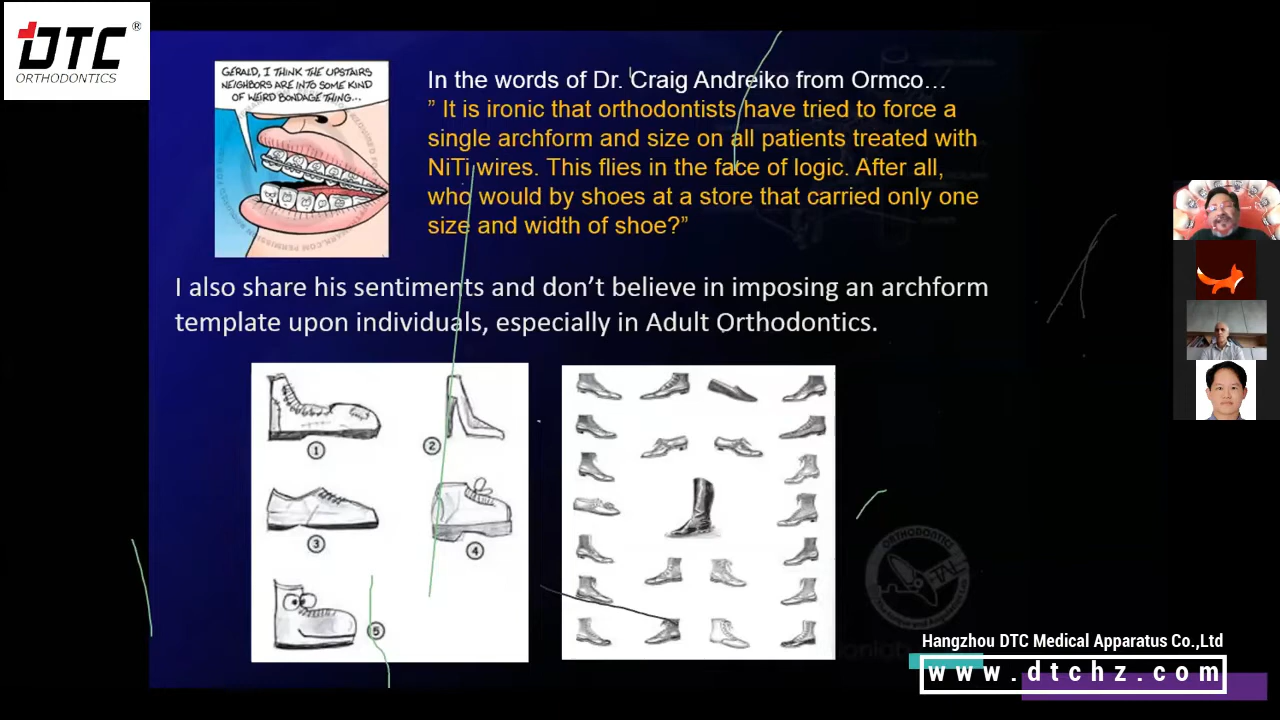 DTC®
ORTHODONTICS
GERALD, I THINK THE UPSTAIRS
NEIGHBORS ARE INTO SOME KIND
OF WEIRD BONDAGE THING...
In the words of Dr. Craig Andreiko from Ormco…
” It is ironic that orthodontists have tried to force a
single archform and size on all patients treated with
NiTi wires. This flies in the face of logic. After all,
who would by shoes at a store that carried only one
size and width of shoe?”
I also share his sentiments and don’t believe in imposing an archform
template upon individuals, especially in Adult Orthodontics.
1
2
3
4
5
ORTHODONTICS
Hangzhou DTC Medical Apparatus Co.,Ltd
www.dtchz.com